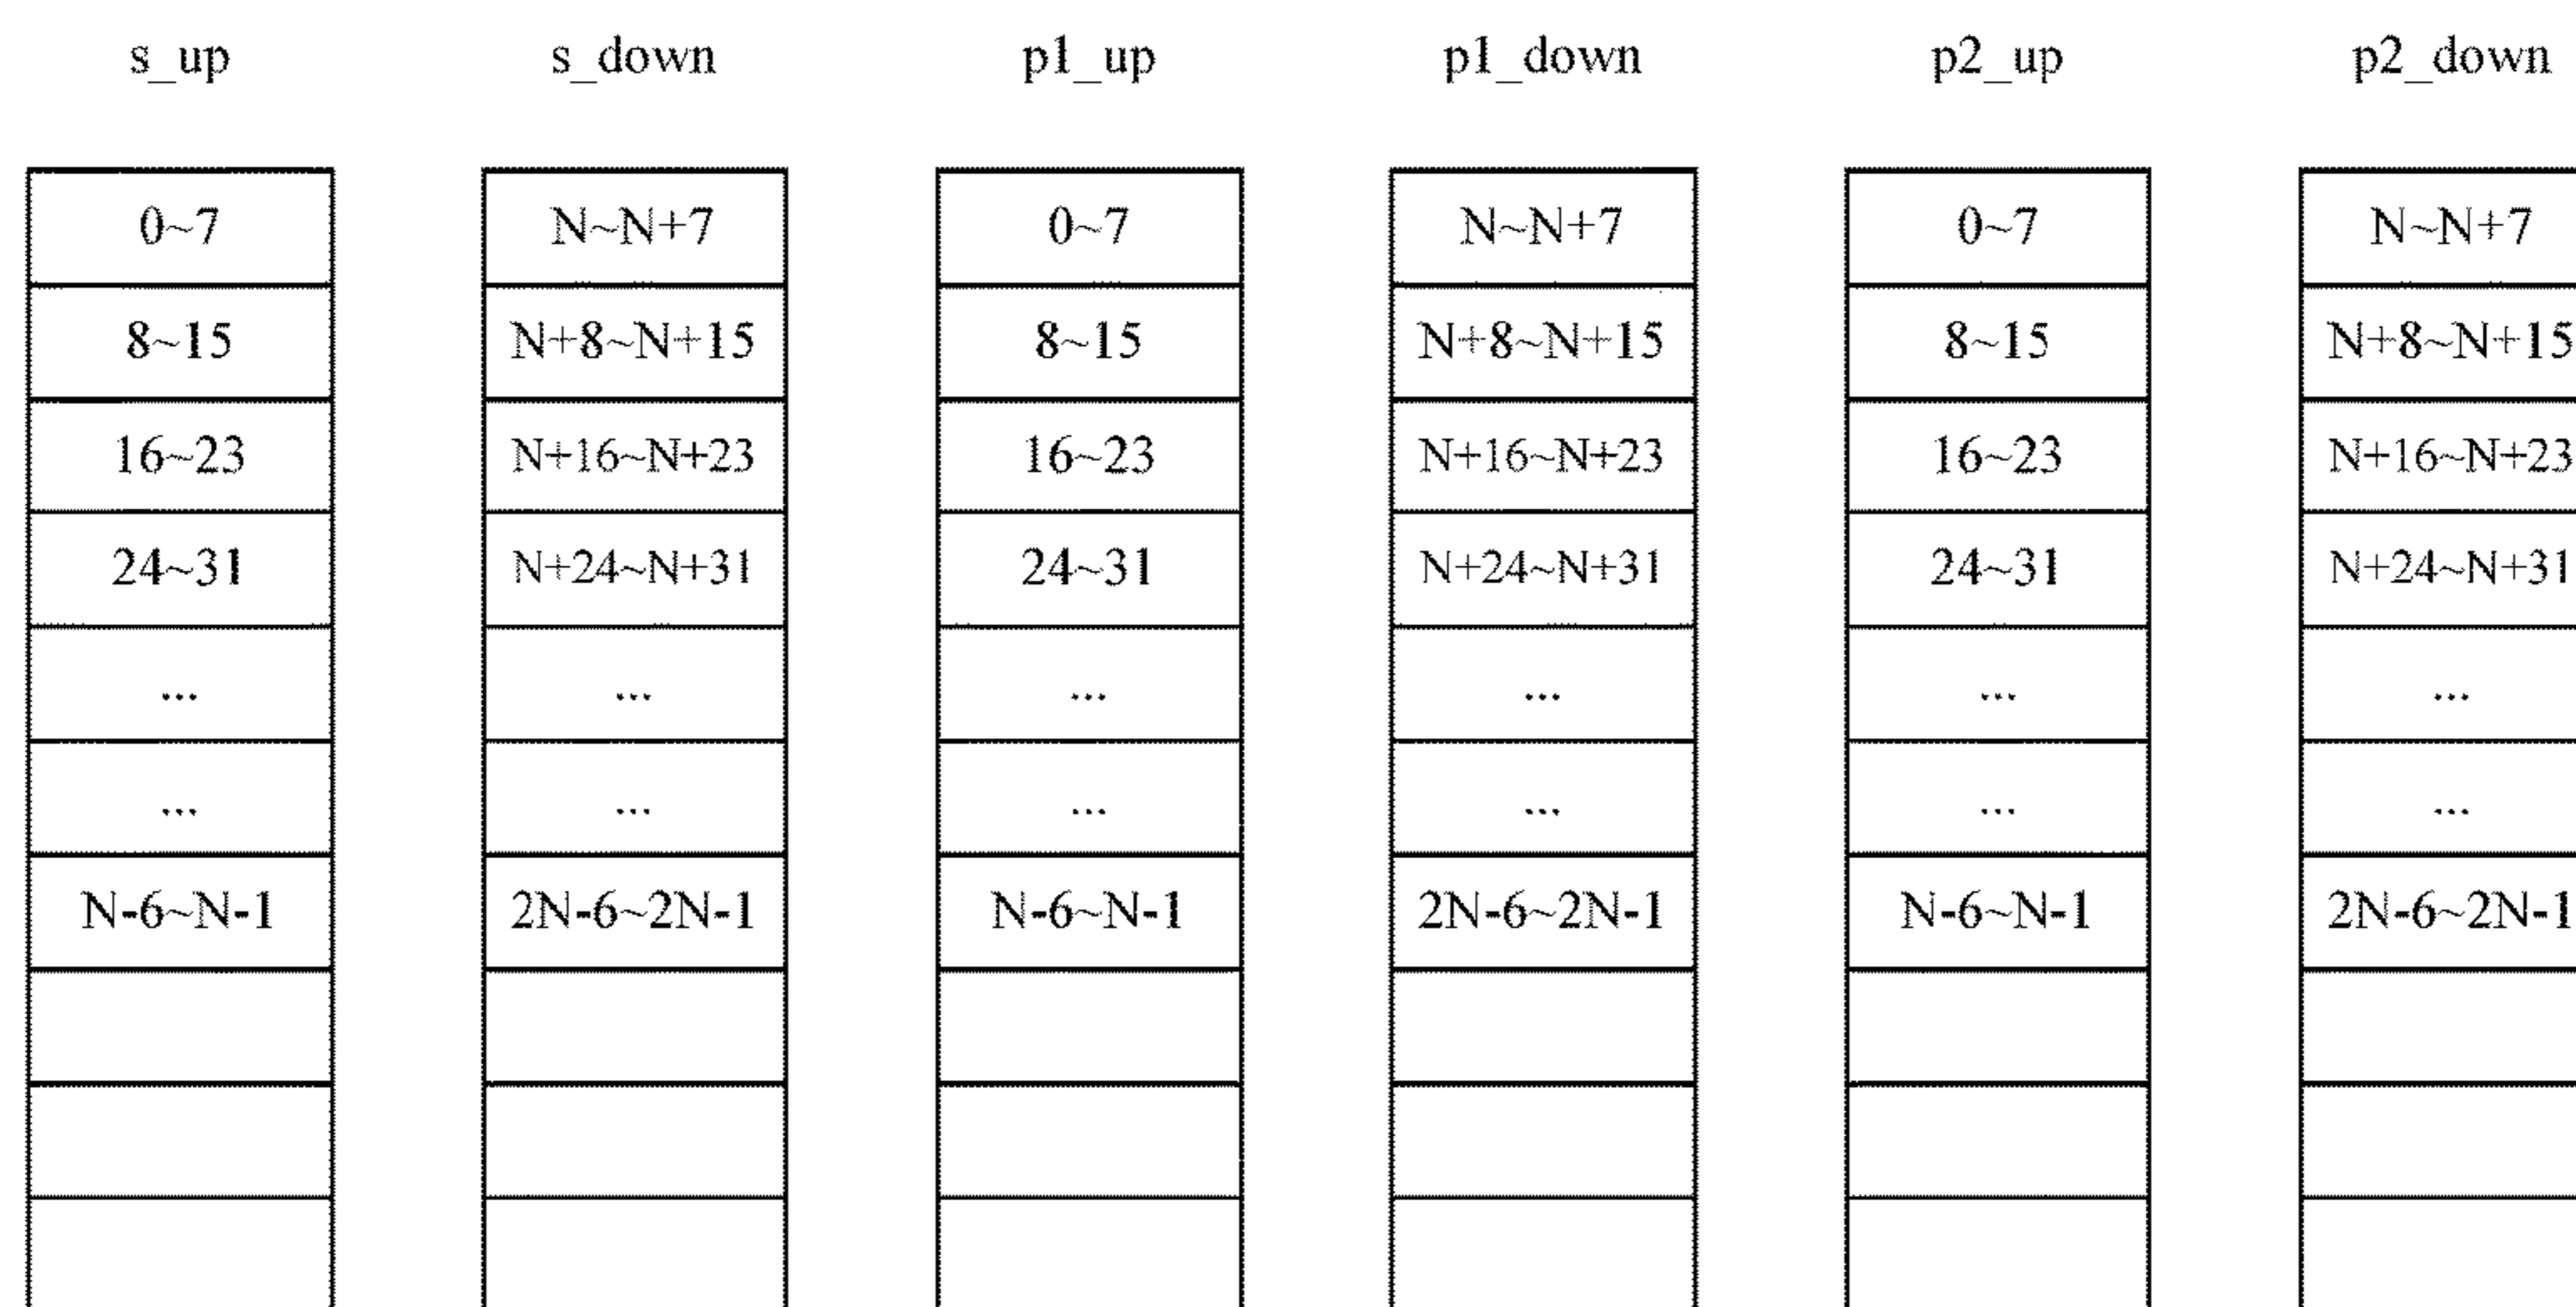 s_up s_down p1_up p1_down p2_up p2_down
0~7 N~N+7 0~7 N~N+7 0~7 N~N+7
8~15 N+8~N+15 8~15 N+8~N+15 8~15 N+8~N+15
16~23 N+16~N+23 16~23 N+16~N+23 16~23 N+16~N+23
24~31 N+24~N+31 24~31 N+24~N+31 24~31 N+24~N+31
... ... ... ... ... ...
... ... ... ... ... ...
N-6~N-1 2N-6~2N-1 N-6~N-1 2N-6~2N-1 N-6~N-1 2N-6~2N-1